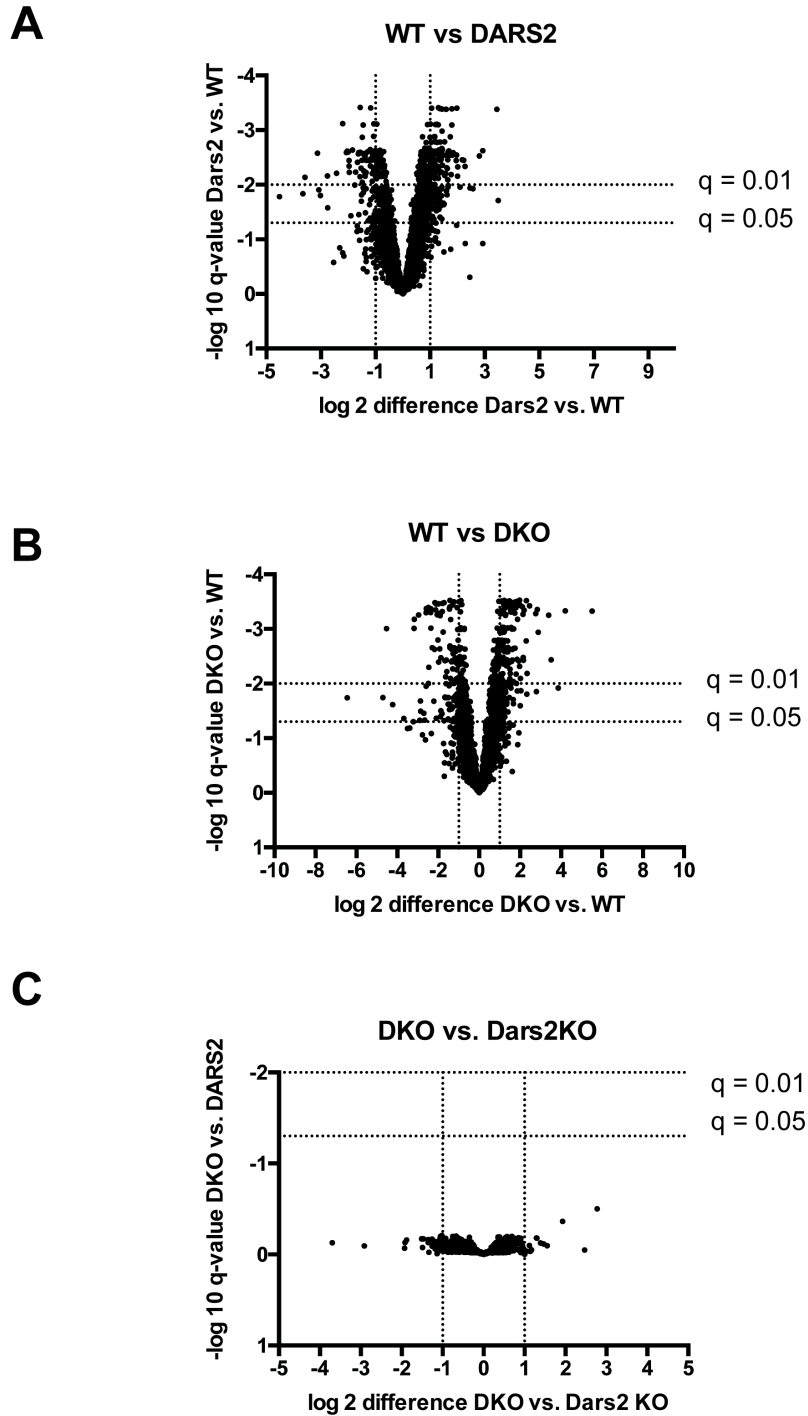 A
WT vs DARS2
-log 10 q-value Dars2 vs. WT
-4
-3
-2
-1
0
1
q = 0.01
q = 0.05
-5 -3 -1 1 3 5 7 9
log 2 difference Dars2 vs. WT
B
WT vs DKO
-log 10 q-value DKO vs. WT
-4
-3
-2
-1
0
1
q = 0.01
q = 0.05
-10 -8 -6 -4 -2 0 2 4 6 8 10
log 2 difference DKO vs. WT
C
DKO vs. Dars2KO
-log 10 q-value DKO vs. DARS2
-2
-1
0
1
q = 0.01
q = 0.05
-5 -4 -3 -2 -1 0 1 2 3 4 5
log 2 difference DKO vs. Dars2 KO